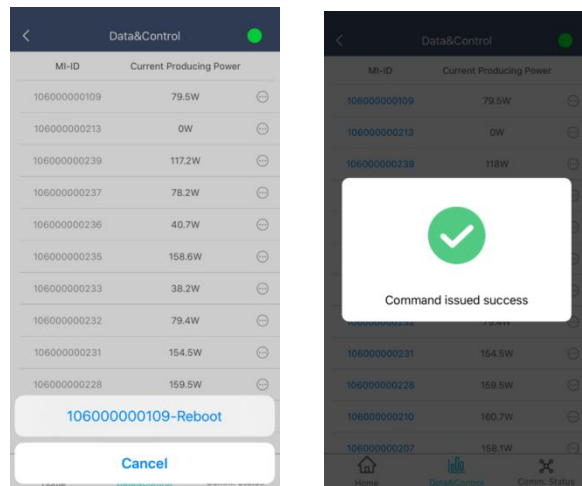 Data&Control
MI-ID Current Producing Power
106000000109 79.5W
106000000213 0W
106000000239 117.2W
106000000237 78.2W
106000000236 40.7W
106000000235 158.6W
106000000233 38.2W
106000000232 79.4W
106000000231 154.5W
106000000228 159.5W
106000000109-Reboot
Cancel
Data&Control
MI-ID Current Producing Power
106000000109 79.5W
106000000213 0W
106000000239 118W
Command issued success
106000000232 79.4W
106000000231 154.5W
106000000228 159.5W
106000000210 160.7W
106000000207 158.1W
Home Data&Control Comm. Status